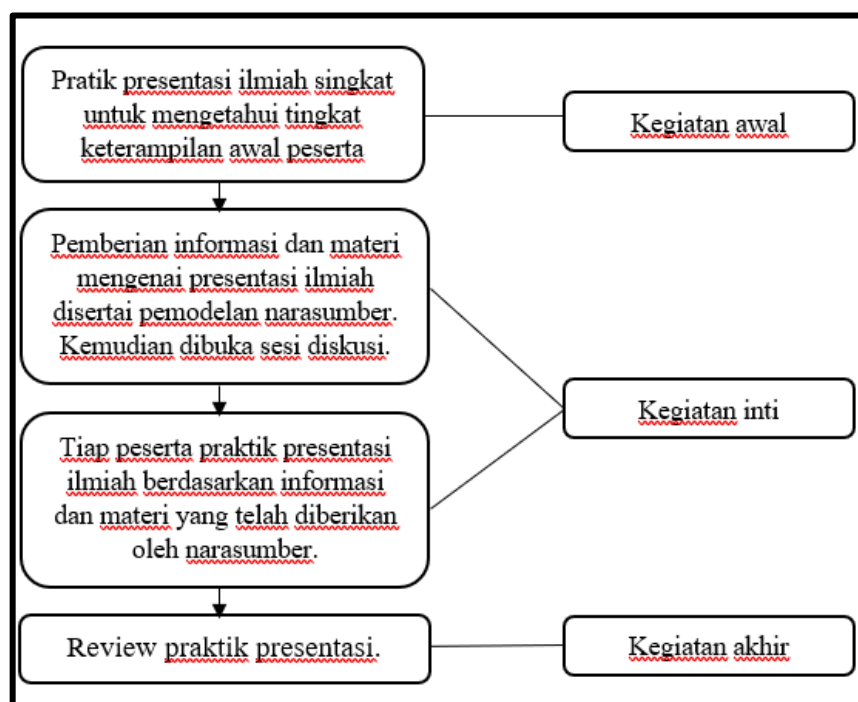 Pratik presentasi ilmiah singkat
untuk mengetahui tingkat
keterampilan awal peserta
Kegiatan awal
Pemberian informasi dan materi
mengenai presentasi ilmiah
disertai pemodelan narasumber.
Kemudian dibuka sesi diskusi.
Kegiatan inti
Tiap peserta praktik presentasi
ilmiah berdasarkan informasi
dan materi yang telah diberikan
oleh narasumber.
Review praktik presentasi.
Kegiatan akhir